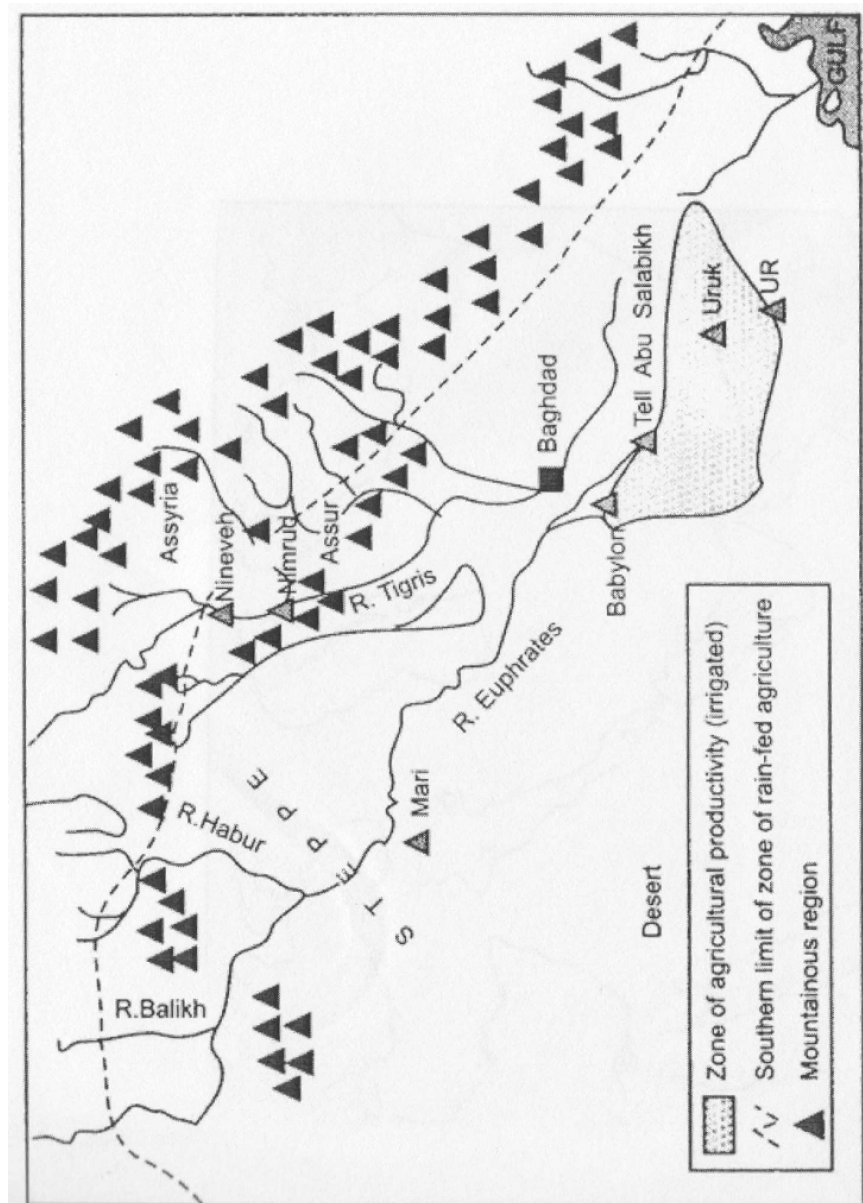 R.Balikh
R.Habur
STEPPE
Mari
Desert
R. Euphrates
R. Tigris
Assyria
Nineveh
Nimrud
Assur
Baghdad
Babylon
Tell Abu Salabikh
Uruk
UR
GULF
Zone of agricultural productivity (irrigated)
Southern limit of zone of rain-fed agriculture
Mountainous region